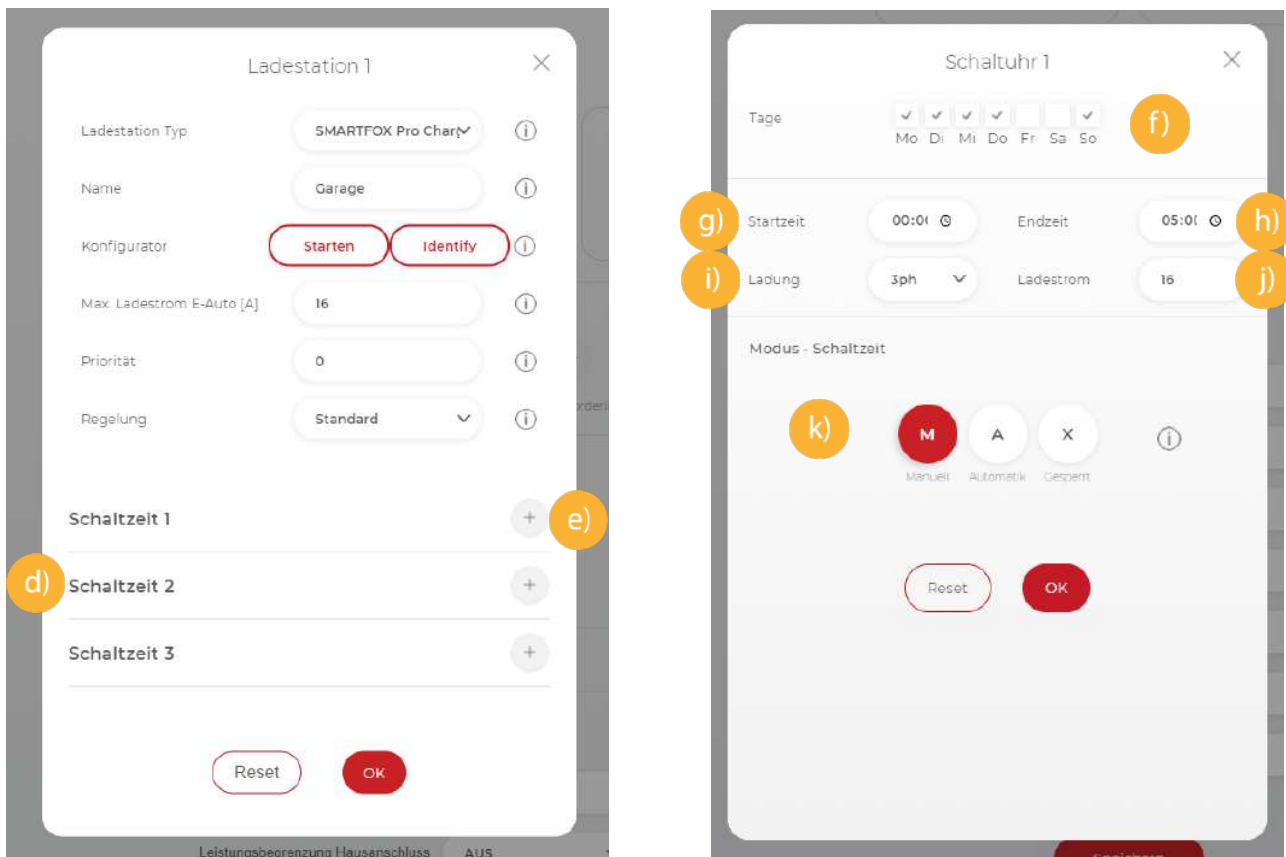 Ladestation 1
Ladestation Typ SMARTFOX Pro Char
Name Garage
Konfigurator Starten Identify
Max. Ladestrom E-Auto [A] 16
Priorität 0
Regelung Standard
Schaltzeit 1 + e)
d) Schaltzeit 2 +
Schaltzeit 3 +
Reset OK
Leistungsbegrenzung Hausanschluss AUS
Schaltuhr 1
Tage f)
Mo Di Mi Do Fr Sa So
g) Startzeit 00:0 Endzeit 05:0 h)
i) Ladung 3ph Ladestrom 16 j)
Modus - Schaltzeit
k) M A X
Manuell Automatik Gesperrt
Reset OK